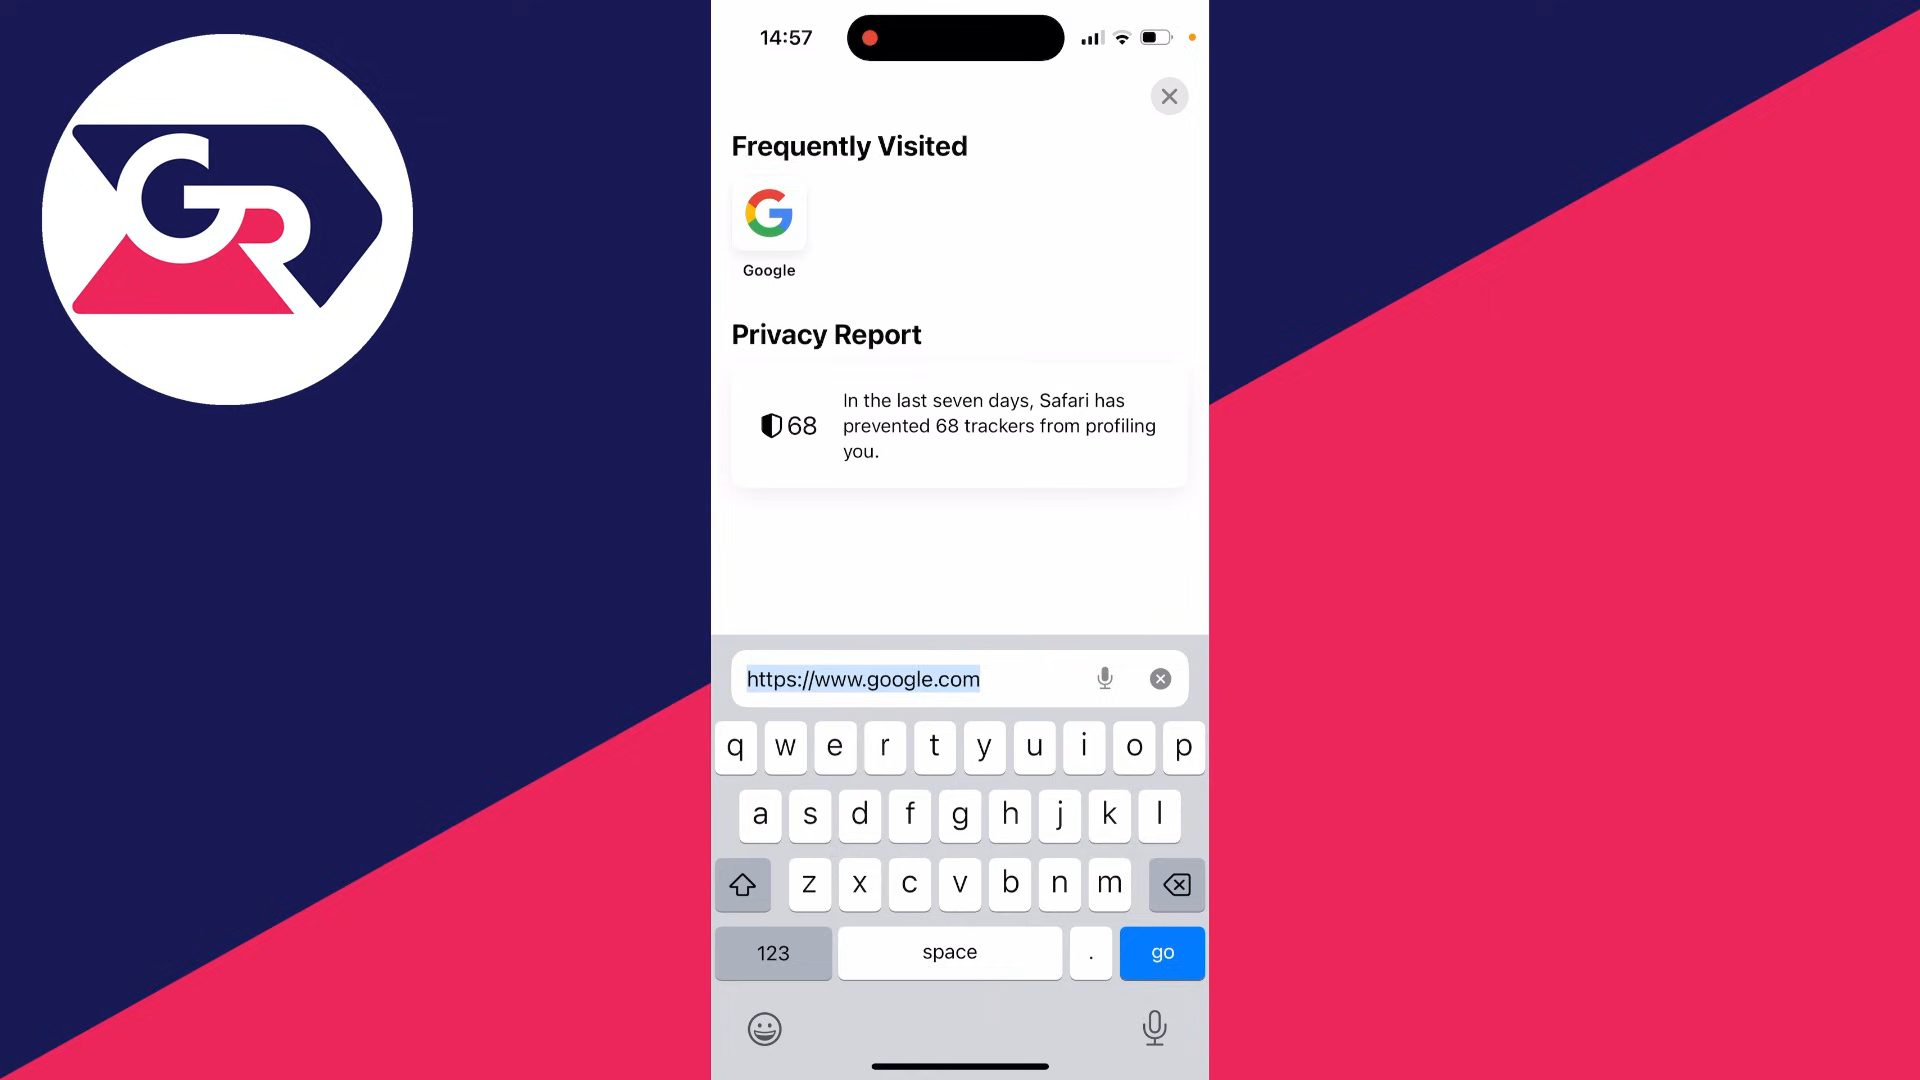 GR
14:57
Frequently Visited
Google
Privacy Report
68
In the last seven days, Safari has
prevented 68 trackers from profiling
you.
https://www.google.com
q w e r t y u i o p
a s d f g h j k l
z x c v b n m
123 space . go